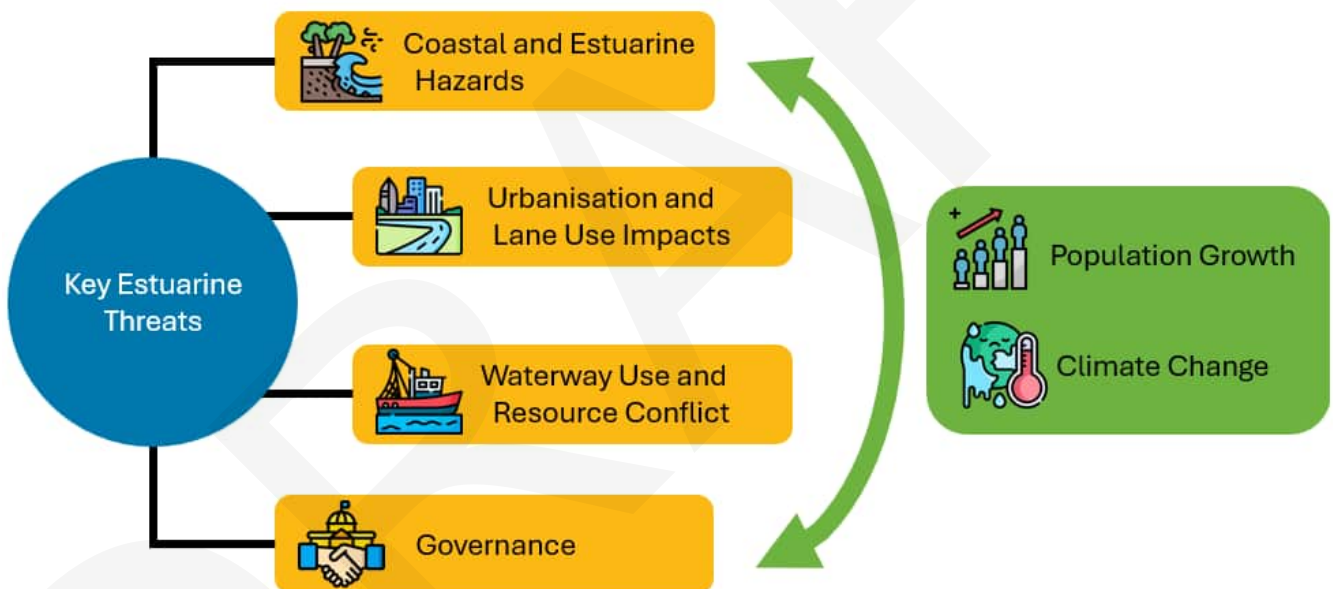 Coastal and Estuarine
Hazards
Urbanisation and
Lane Use Impacts
Key Estuarine
Threats
Waterway Use and
Resource Conflict
Governance
+
Population Growth
Climate Change